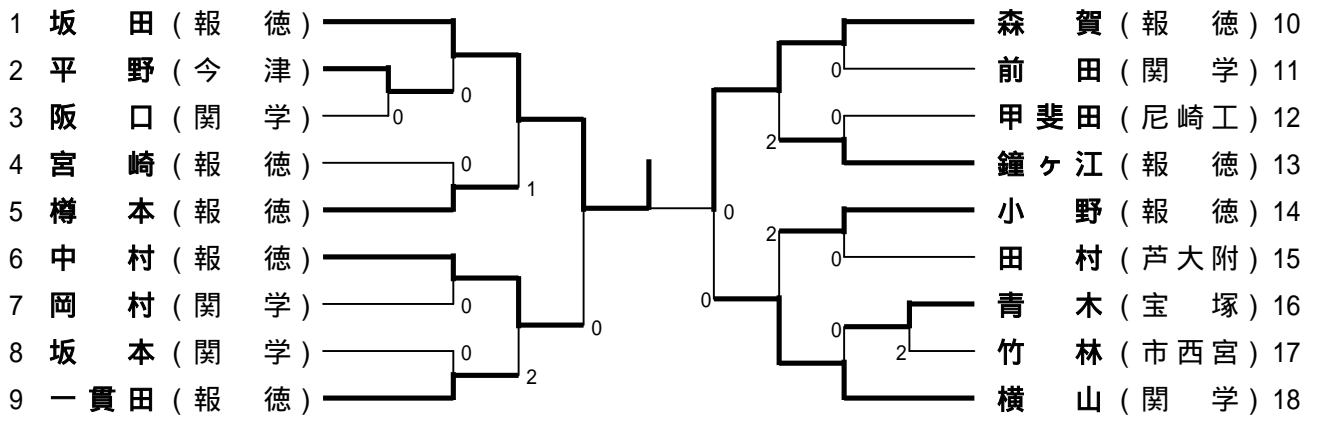 1 坂 田 ( 報 徳 )
2 平 野 ( 今 津 )
3 阪 口 ( 関 学 )
4 宮 崎 ( 報 徳 )
5 樽 本 ( 報 徳 )
6 中 村 ( 報 徳 )
7 岡 村 ( 関 学 )
8 坂 本 ( 関 学 )
9 一 貫 田 ( 報 徳 )
0
0
0
1
0
0
2
0
0
0
0
2
2
0
0
0
2
森 賀 ( 報 徳 ) 10
前 田 ( 関 学 ) 11
甲 斐 田 ( 尼 崎 工 ) 12
鐘 ヶ 江 ( 報 徳 ) 13
小 野 ( 報 徳 ) 14
田 村 ( 芦 大 附 ) 15
青 木 ( 宝 塚 ) 16
竹 林 ( 市 西 宮 ) 17
横 山 ( 関 学 ) 18